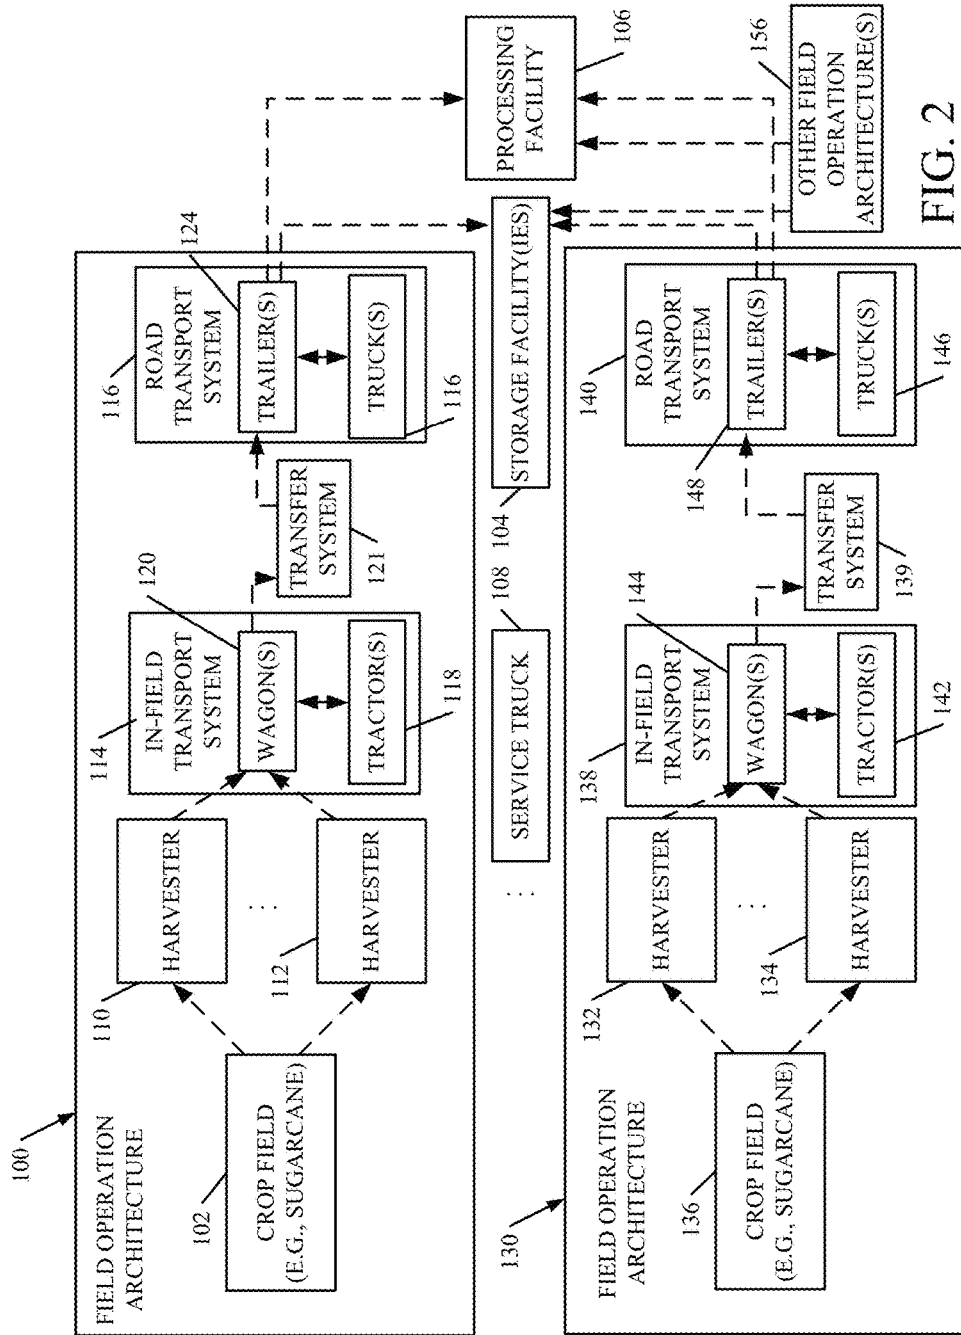 100
FIELD OPERATION
ARCHITECTURE
102
CROP FIELD
(E.G., SUGARCANE)
110
HARVESTER
. . .
112
HARVESTER
114
IN-FIELD
TRANSPORT
SYSTEM
120
WAGON(S)
TRACTOR(S)
118
TRANSFER
SYSTEM
121
116
ROAD
TRANSPORT
SYSTEM
124
TRAILER(S)
TRUCK(S)
116
. . .
SERVICE TRUCK
108
104
STORAGE FACILITY(IES)
PROCESSING
FACILITY
106
130
FIELD OPERATION
ARCHITECTURE
136
CROP FIELD
(E.G., SUGARCANE)
132
HARVESTER
. . .
134
HARVESTER
138
IN-FIELD
TRANSPORT
SYSTEM
144
WAGON(S)
TRACTOR(S)
142
TRANSFER
SYSTEM
139
140
ROAD
TRANSPORT
SYSTEM
148
TRAILER(S)
TRUCK(S)
146
156
OTHER FIELD
OPERATION
ARCHITECTURE(S)
FIG. 2